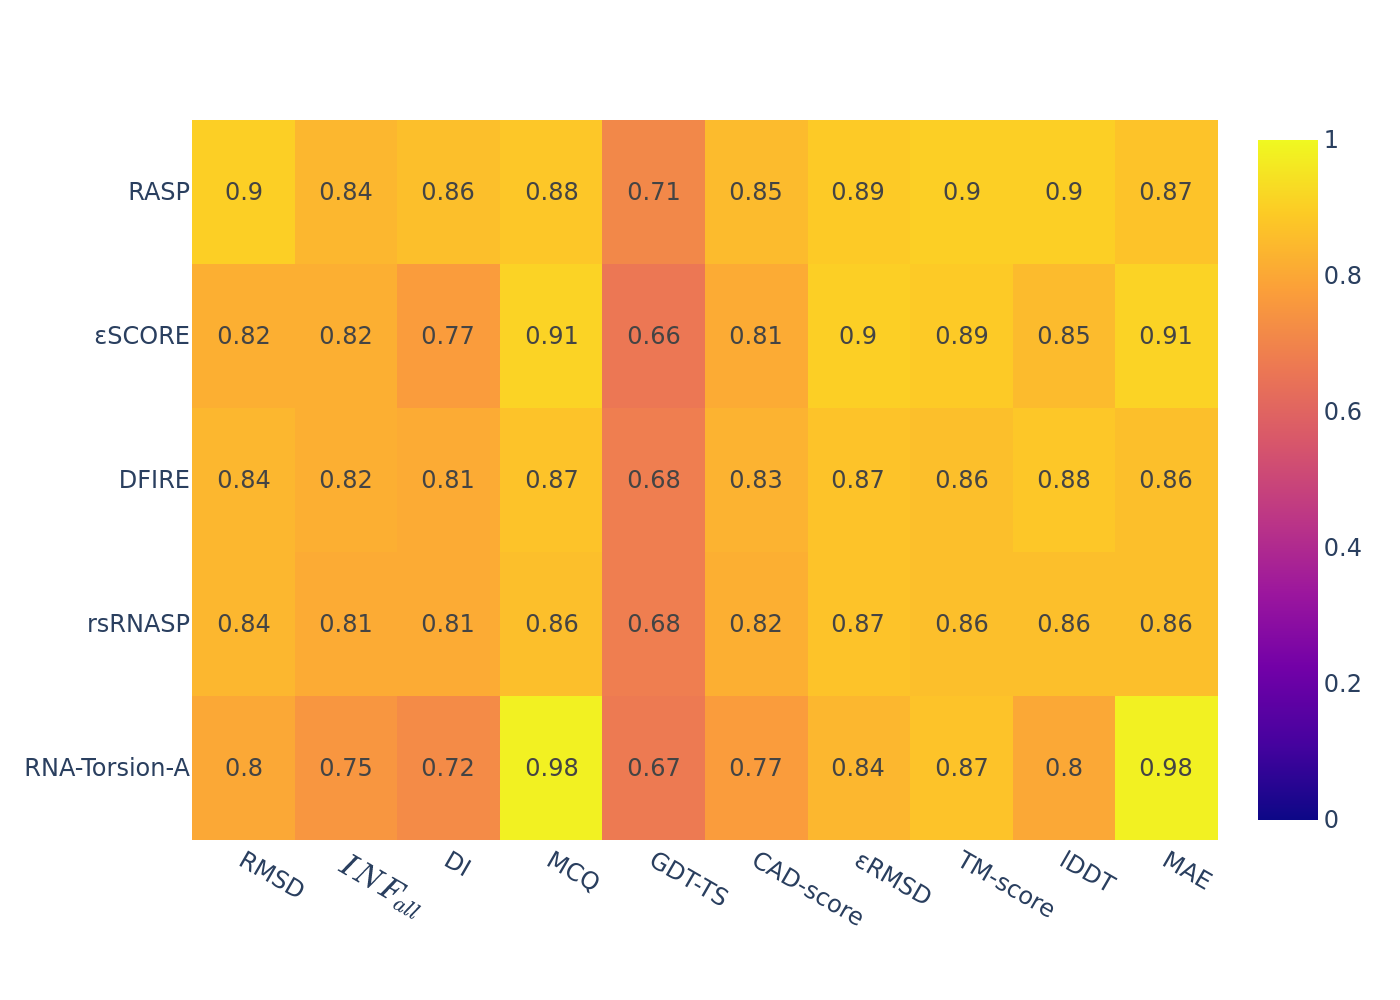 RASP 0.9 0.84 0.86 0.88 0.71 0.85 0.89 0.9 0.9 0.87
εSCORE 0.82 0.82 0.77 0.91 0.66 0.81 0.9 0.89 0.85 0.91
DFIRE 0.84 0.82 0.81 0.87 0.68 0.83 0.87 0.86 0.88 0.86
rsRNASP 0.84 0.81 0.81 0.86 0.68 0.82 0.87 0.86 0.86 0.86
RNA-Torsion-A 0.8 0.75 0.72 0.98 0.67 0.77 0.84 0.87 0.8 0.98
RMSD INF_all DI MCQ GDT-TS CAD-score εRMSD TM-score lDDT MAE
1
0.8
0.6
0.4
0.2
0